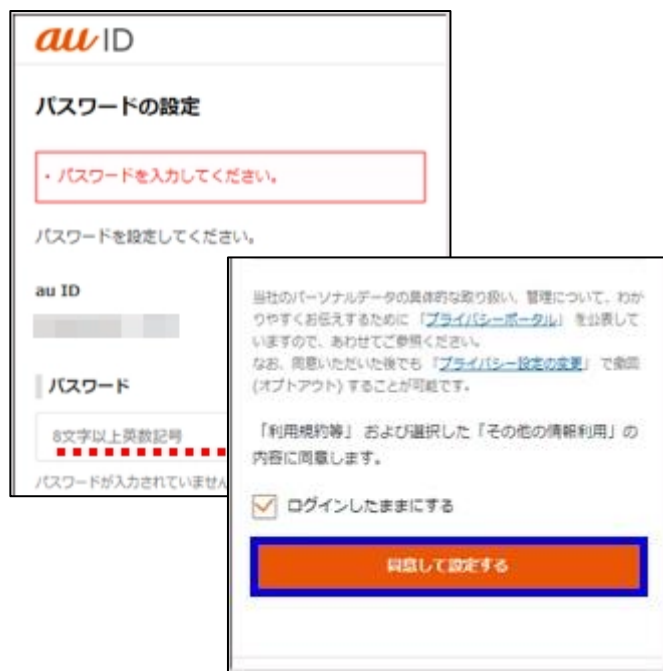 au ID
パスワードの設定
・パスワードを入力してください。
パスワードを設定してください。
au ID
パスワード
8文字以上英数記号
パスワードが入力されていません
当社のパーソナルデータの具体的な取り扱い、管理について、わか
りやすくお伝えするために「プライバシーポータル」を公表して
いますので、あわせてご参照ください。
なお、同意いただいた後でも「プライバシー設定の変更」で撤回
(オプトアウト)することが可能です。
「利用規約等」および選択した「その他の情報利用」の
内容に同意します。
ログインしたままにする
同意して設定する